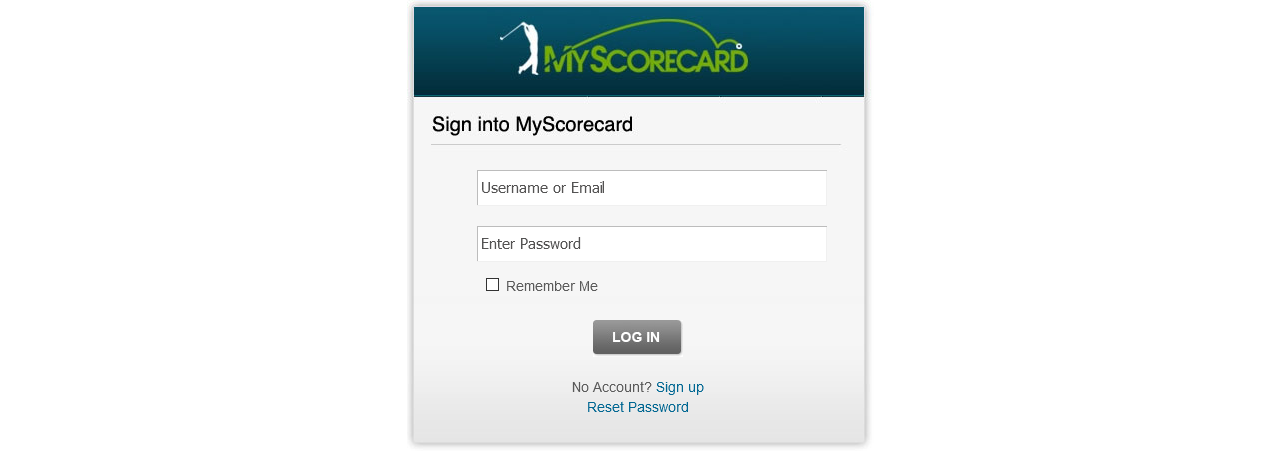 MYSCORECARD
Sign into MyScorecard
Username or Email
Enter Password
Remember Me
LOG IN
No Account? Sign up
Reset Password